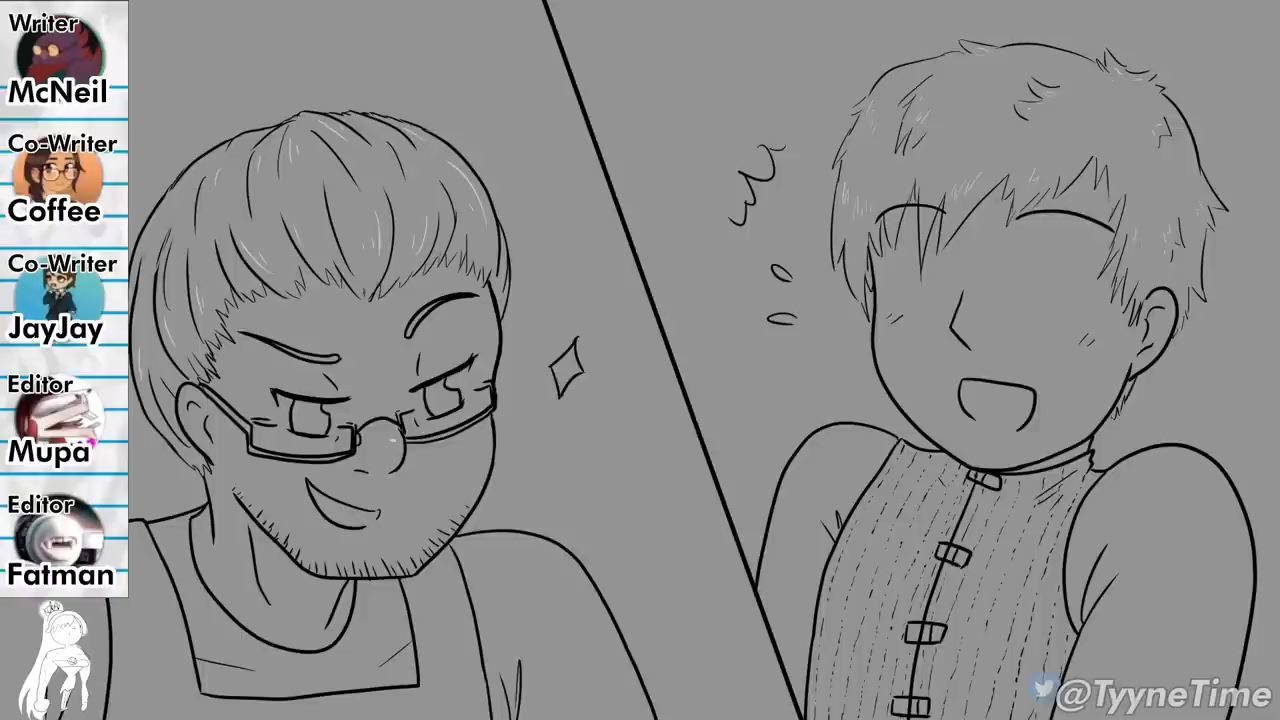 Writer
McNeil
Co-Writer
Coffee
Co-Writer
JayJay
Editor
Mupa
Editor
Fatman
@TyyneTime